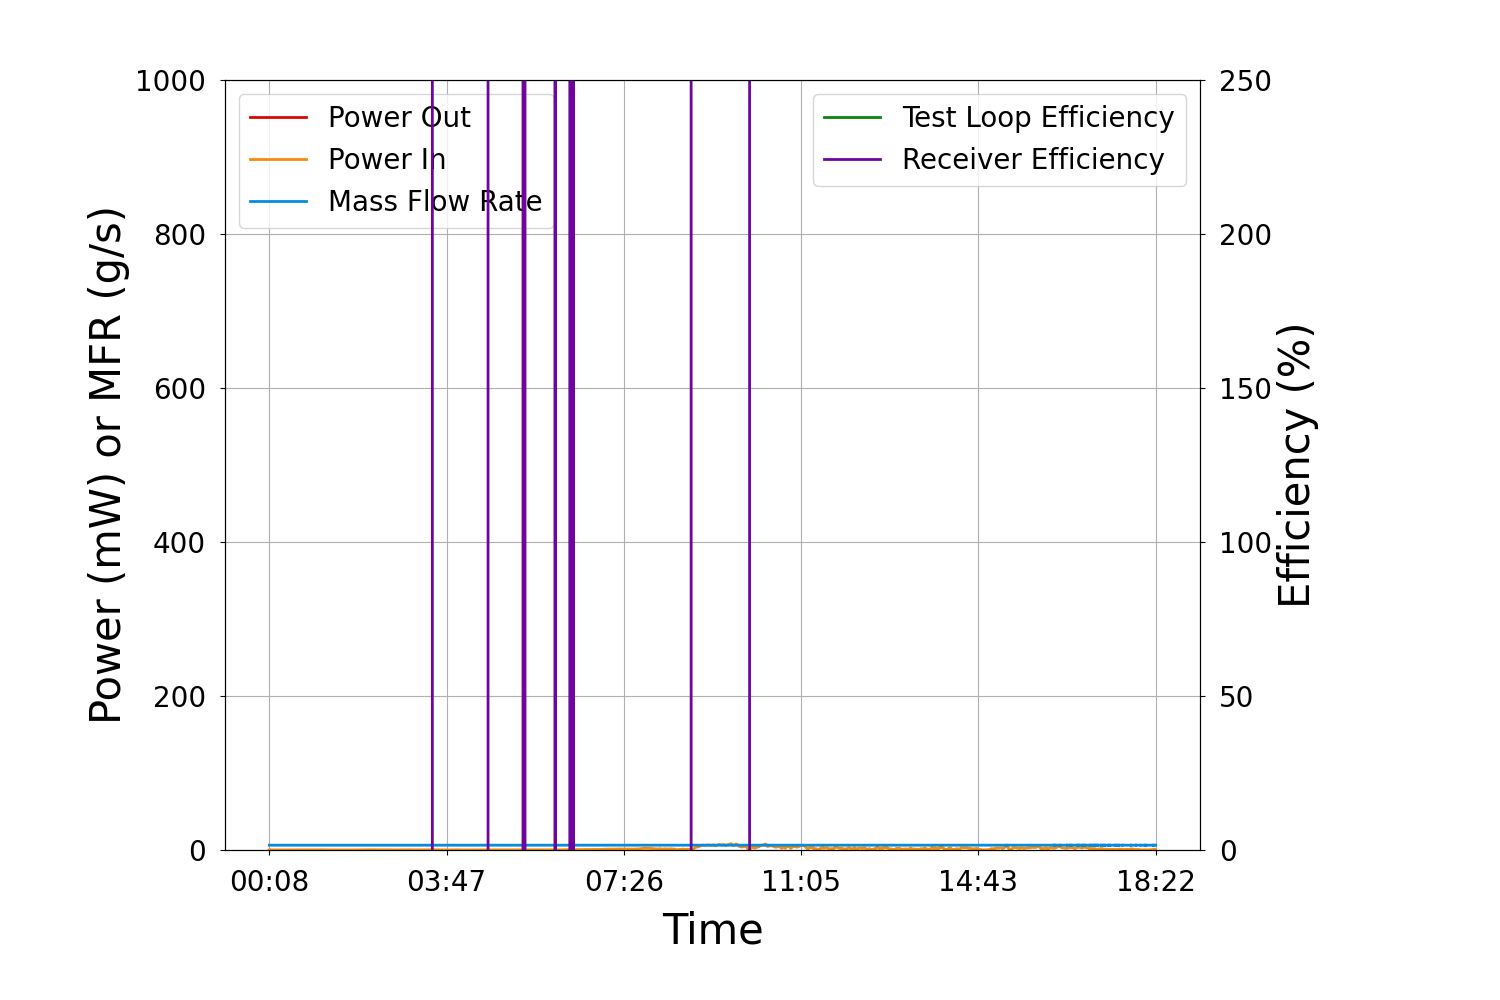 1000
800
600
400
200
0
Power (mW) or MFR (g/s)
Power Out
Power In
Mass Flow Rate
Test Loop Efficiency
Receiver Efficiency
250
200
150
100
50
0
Efficiency (%)
00:08 03:47 07:26 11:05 14:43 18:22
Time